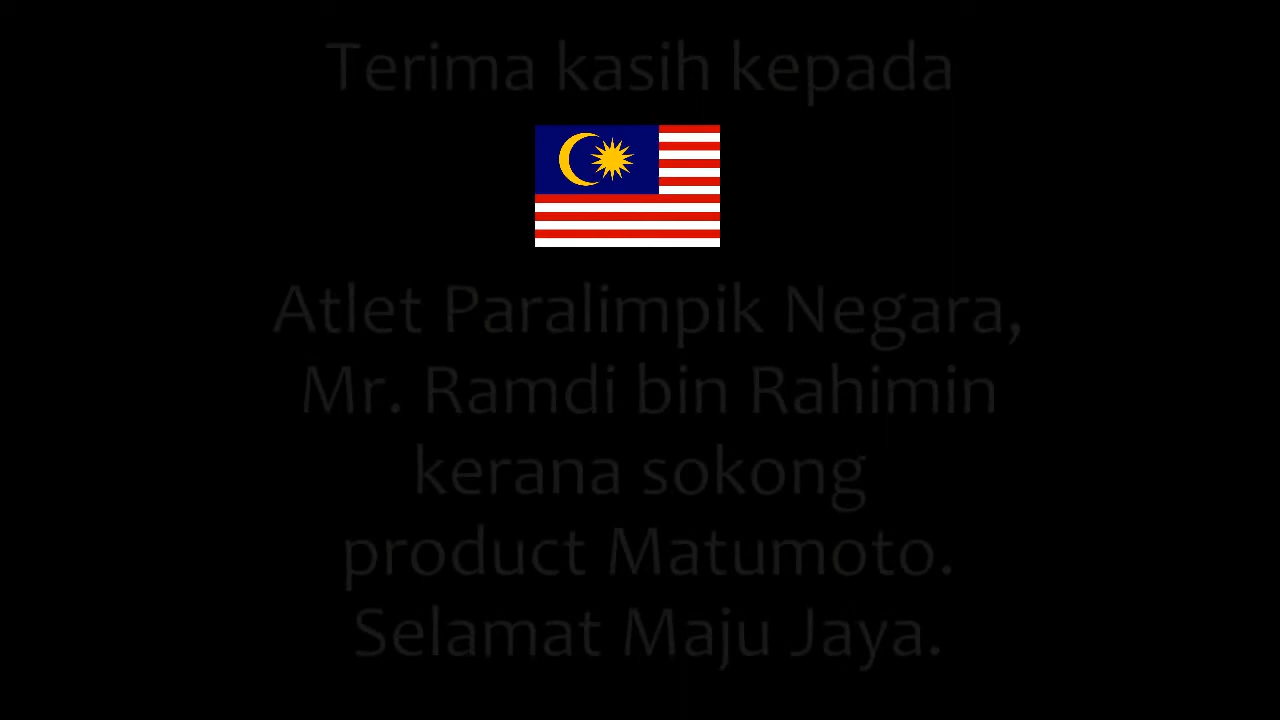 Terima kasih kepada
Atlet Paralimpik Negara,
Mr. Ramdi bin Rahimin
kerana sokong
product Matumoto.
Selamat Maju Jaya.